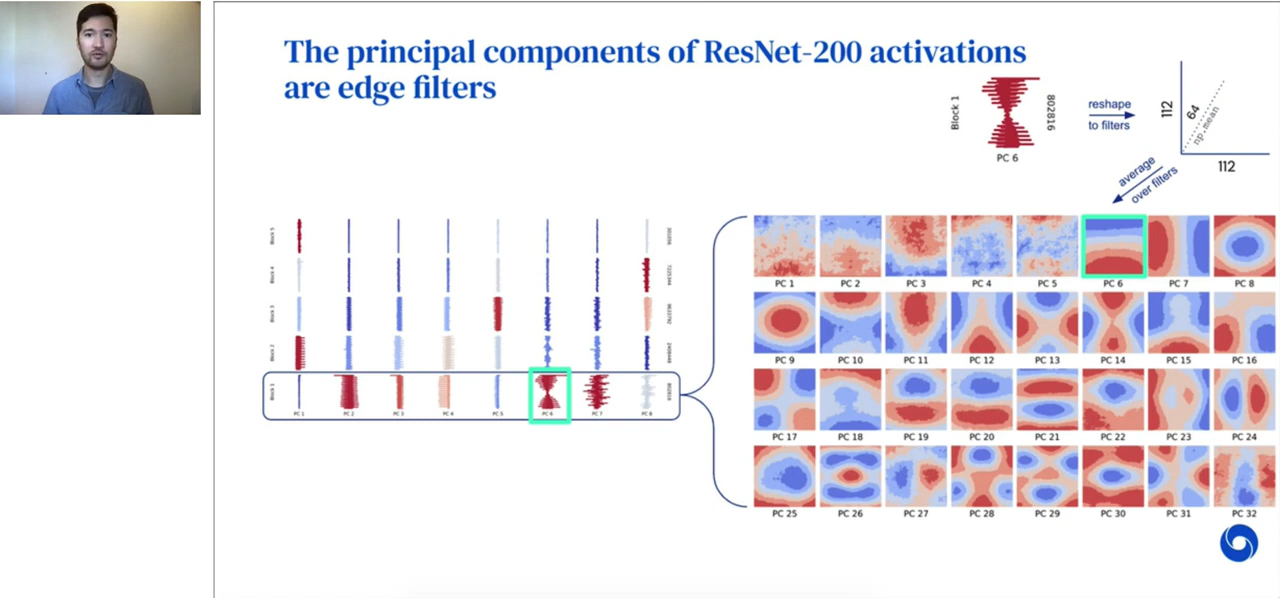 The principal components of ResNet-200 activations
are edge filters
Block 1
802816
PC 6
reshape
to filters
112
64
np.mean
112
average
over filters
Block 5
Block 4
Block 3
Block 2
Block 1
802816
PC 1 PC 2 PC 3 PC 4 PC 5 PC 6 PC 7 PC 8
PC 1 PC 2 PC 3 PC 4 PC 5 PC 6 PC 7 PC 8
PC 9 PC 10 PC 11 PC 12 PC 13 PC 14 PC 15 PC 16
PC 17 PC 18 PC 19 PC 20 PC 21 PC 22 PC 23 PC 24
PC 25 PC 26 PC 27 PC 28 PC 29 PC 30 PC 31 PC 32